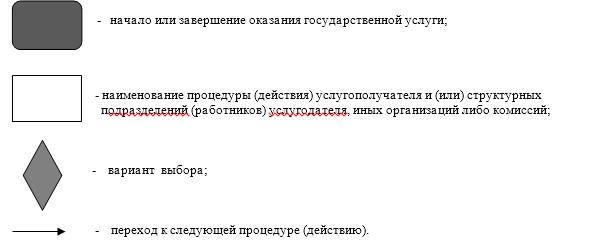 - начало или завершение оказания государственной услуги;
- наименование процедуры (действия) услугополучателя и (или) структурных
подразделений (работников) услугодателя, иных организаций либо комиссий;
- вариант выбора;
- переход к следующей процедуре (действию).